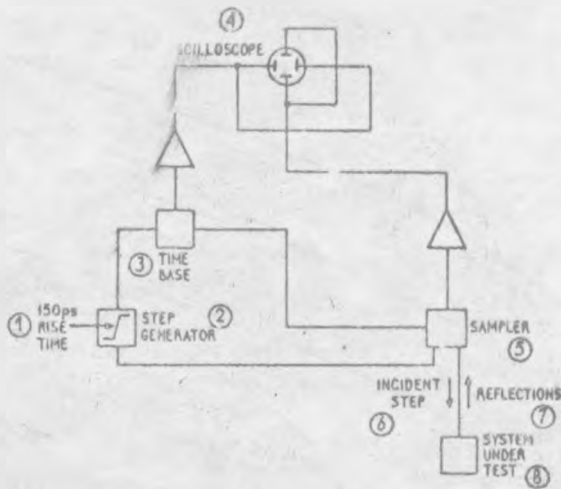 ④
SCILLOSCOPE
③ TIME
BASE
① 150ps
RISE
TIME
STEP
GENERATOR ②
SAMPLER
⑤
INCIDENT
STEP
⑥
REFLECTIONS
⑦
SYSTEM
UNDER
TEST ⑧